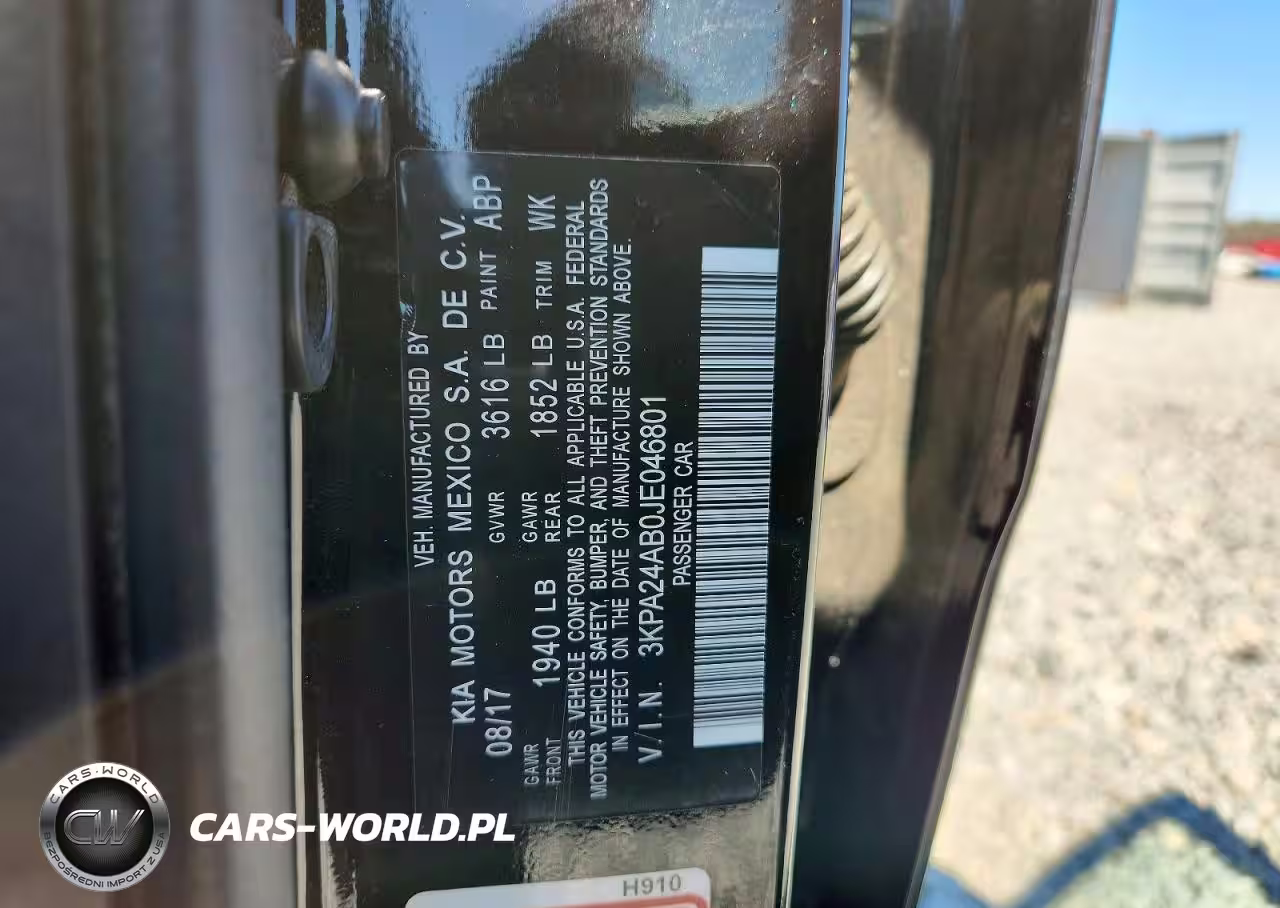 VEH. MANUFACTURED BY
KIA MOTORS MEXICO S.A. DE C.V.
08/17 GVWR 3616 LB PAINT ABP
GAWR FRONT 1940 LB GAWR REAR 1852 LB TRIM WK
THIS VEHICLE CONFORMS TO ALL APPLICABLE U.S.A. FEDERAL
MOTOR VEHICLE SAFETY, BUMPER, AND THEFT PREVENTION STANDARDS
IN EFFECT ON THE DATE OF MANUFACTURE SHOWN ABOVE.
V/I.N. 3KPA24AB0JE046801
PASSENGER CAR
H910
CARS-WORLD
CW
BEZPOŚREDNI IMPORT Z USA
CARS-WORLD.PL